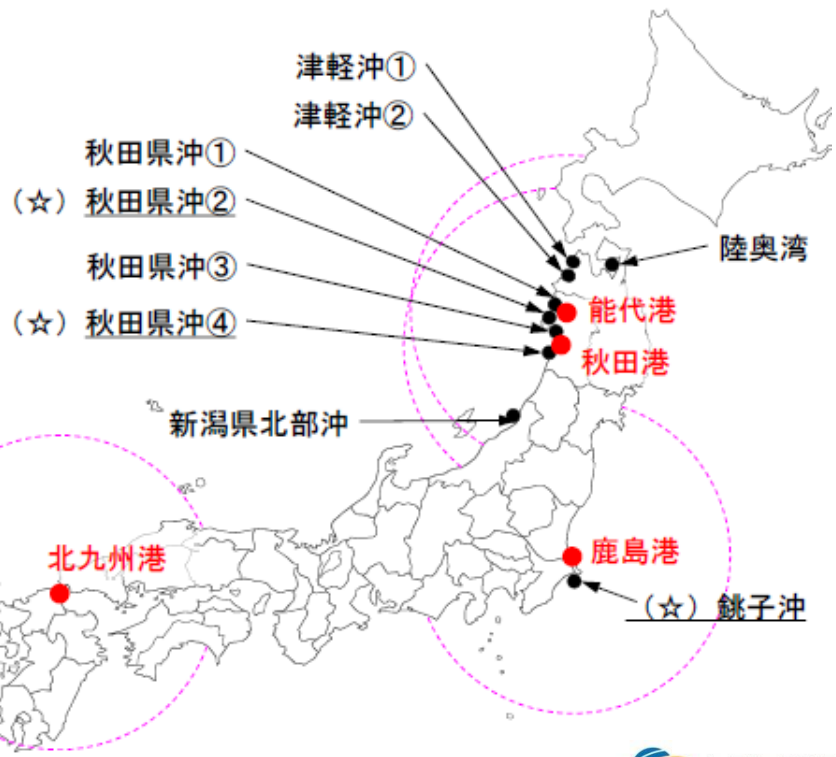 津軽沖①
津軽沖②
秋田県沖①
(☆)秋田県沖②
秋田県沖③
(☆)秋田県沖④
陸奥湾
能代港
秋田港
新潟県北部沖
北九州港
鹿島港
(☆)銚子沖